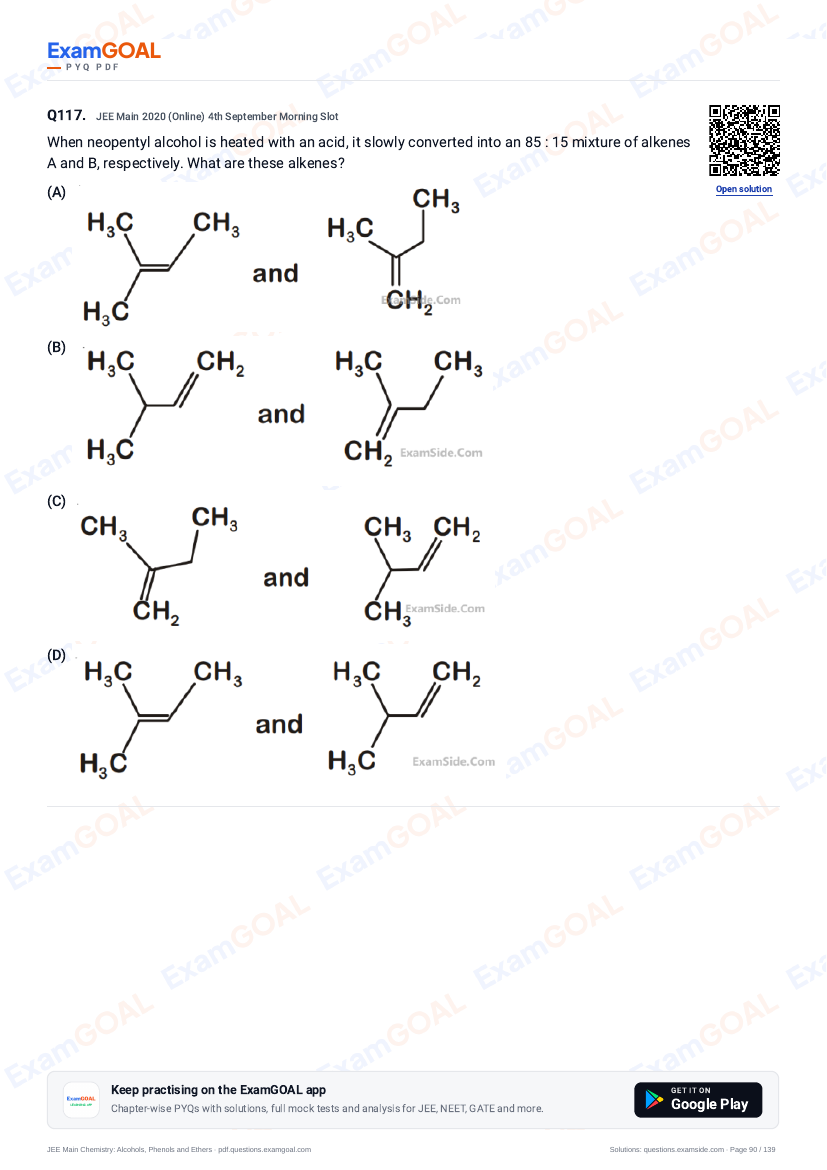 ExamGOAL
PYQ PDF
Q117. JEE Main 2020 (Online) 4th September Morning Slot
When neopentyl alcohol is heated with an acid, it slowly converted into an 85 : 15 mixture of alkenes
A and B, respectively. What are these alkenes?
Open solution
(A)
H₃C CH₃ and H₃C CH₃ CH₂
H₃C
ExamSide.Com
(B)
H₃C CH₂ and H₃C CH₃
H₃C CH₂ ExamSide.Com
(C)
CH₃ CH₃ and CH₃ CH₂
CH₂ CH₃ ExamSide.Com
(D)
H₃C CH₃ and H₃C CH₂
H₃C H₃C ExamSide.Com
ExamGOAL
Keep practising on the ExamGOAL app
Chapter-wise PYQs with solutions, full mock tests and analysis for JEE, NEET, GATE and more.
GET IT ON
Google Play
JEE Main Chemistry: Alcohols, Phenols and Ethers · pdf.questions.examgoal.com
Solutions: questions.examside.com · Page 90 / 139